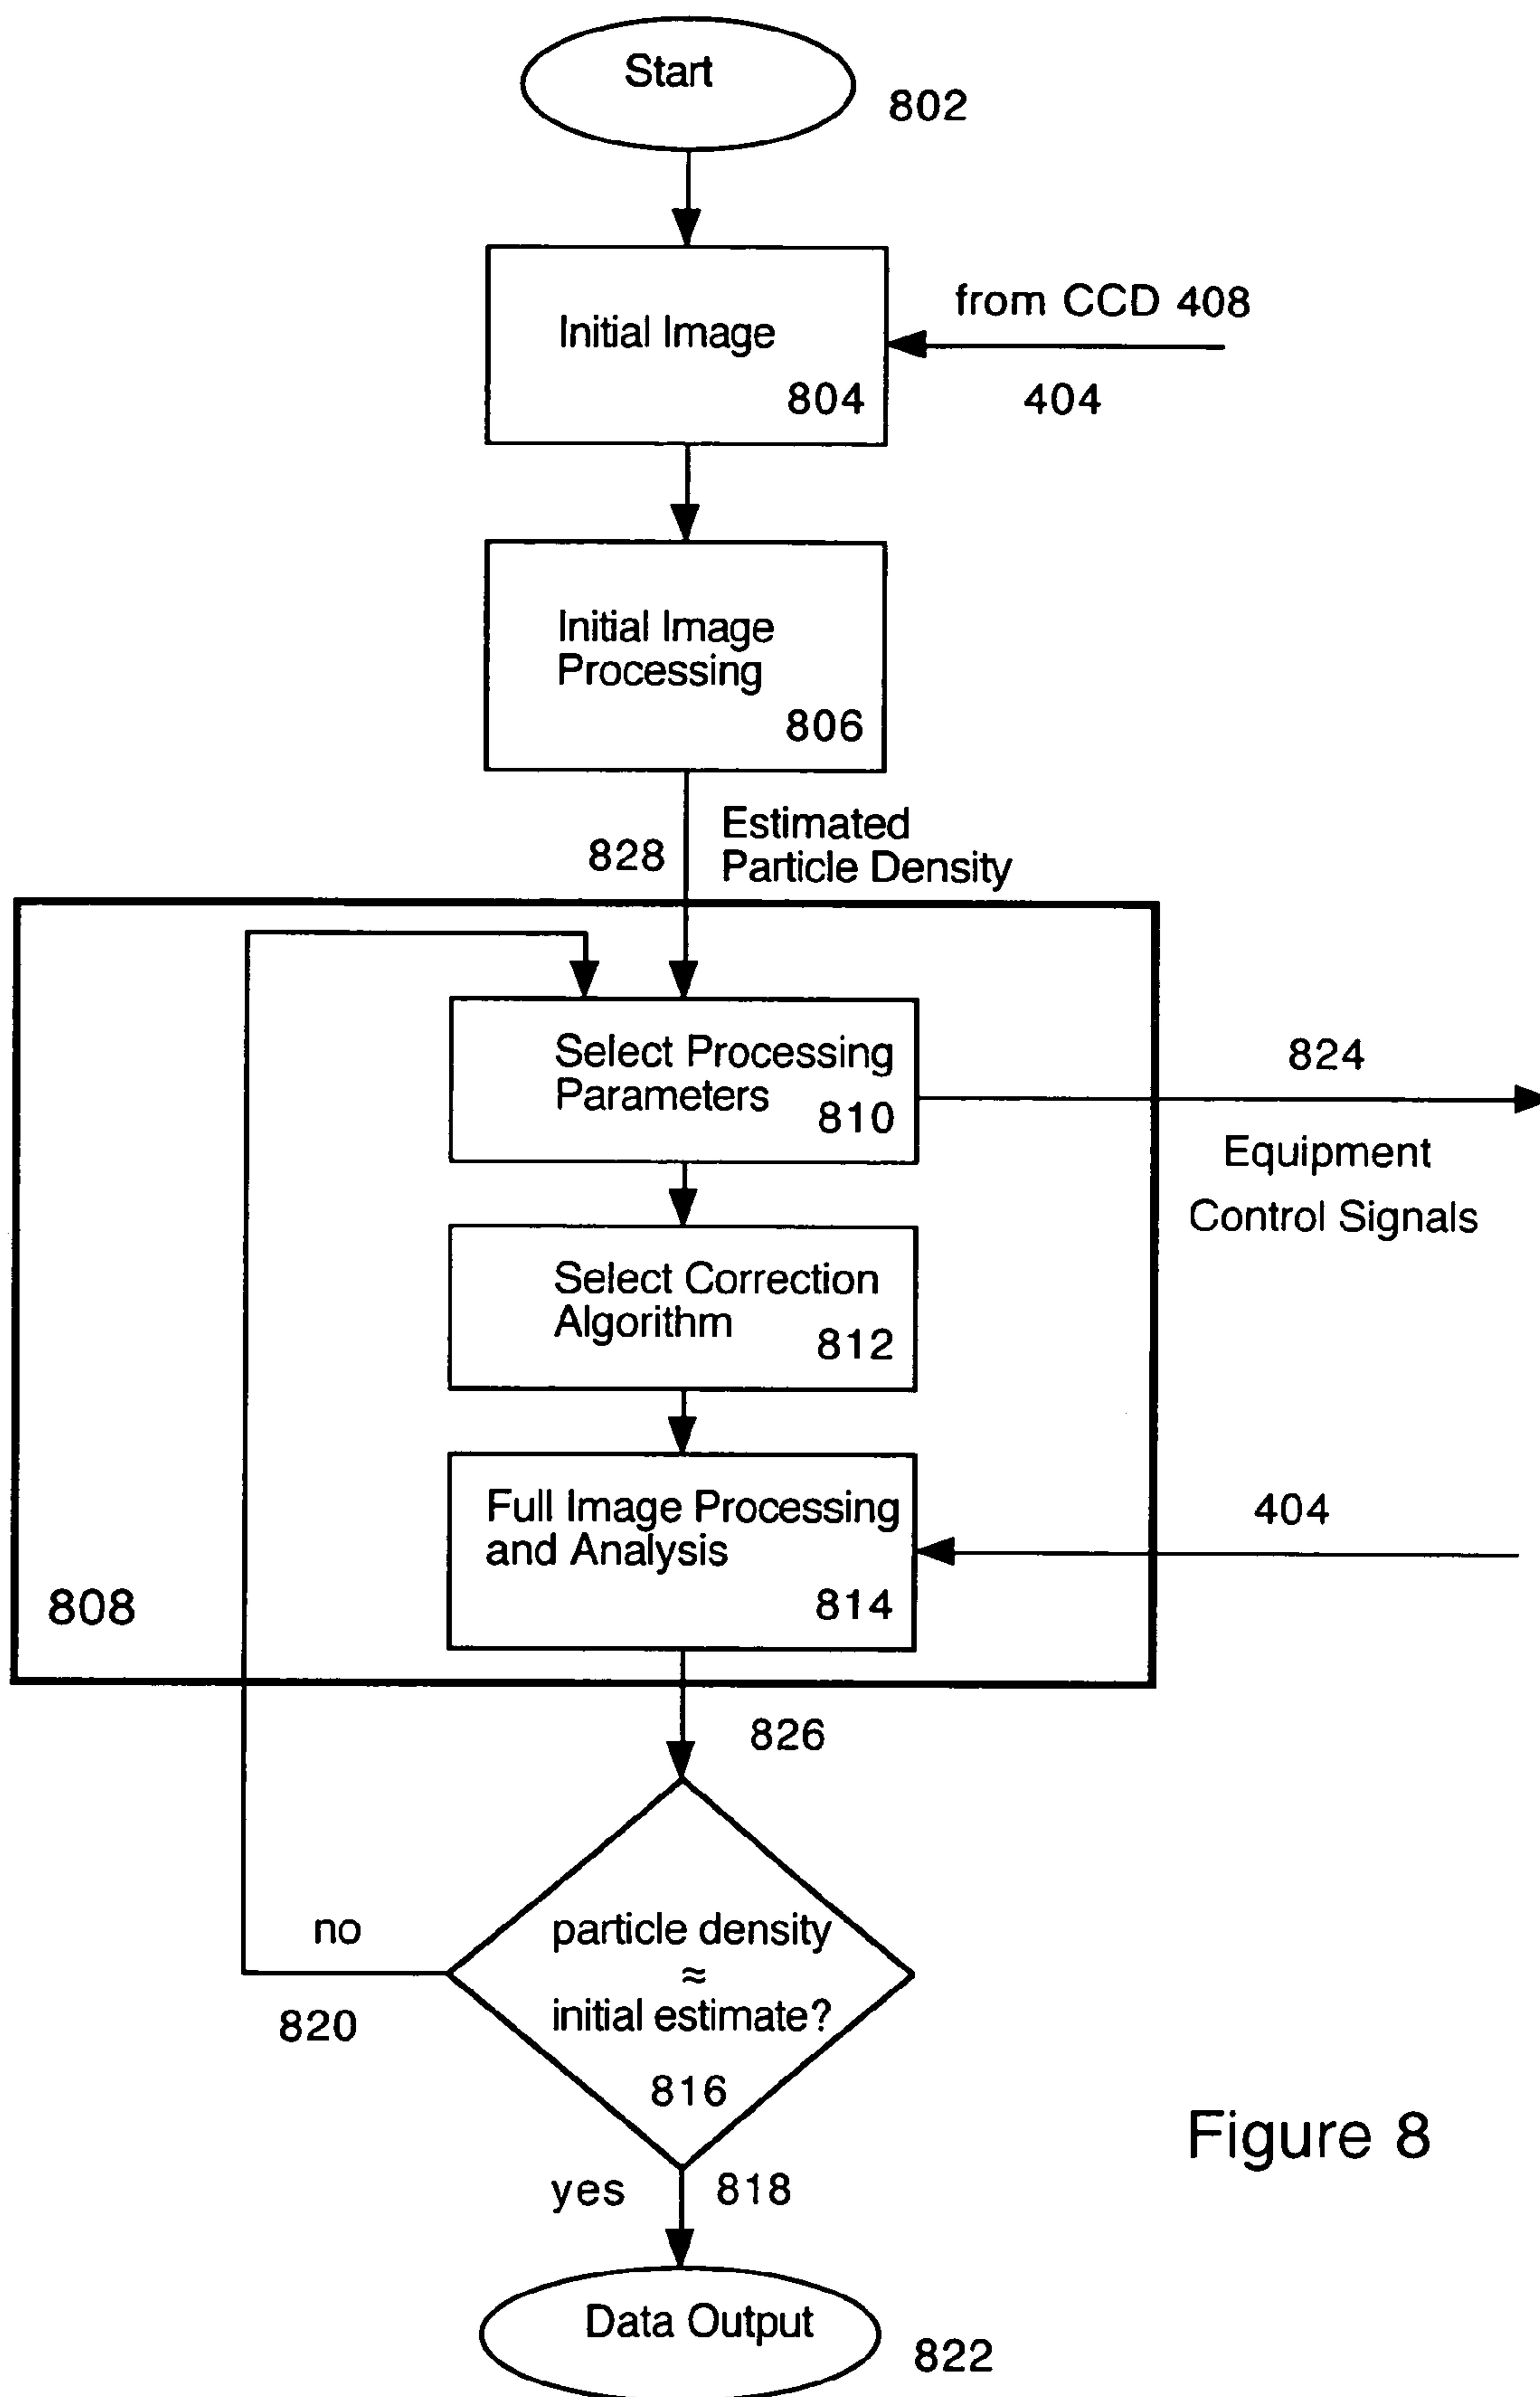 Start
802
Initial Image
804
from CCD 408
404
Initial Image
Processing
806
828
Estimated
Particle Density
Select Processing
Parameters
810
824
Equipment
Control Signals
Select Correction
Algorithm
812
Full Image Processing
and Analysis
814
404
808
826
no
820
particle density
≈
initial estimate?
816
yes
818
Data Output
822
Figure 8